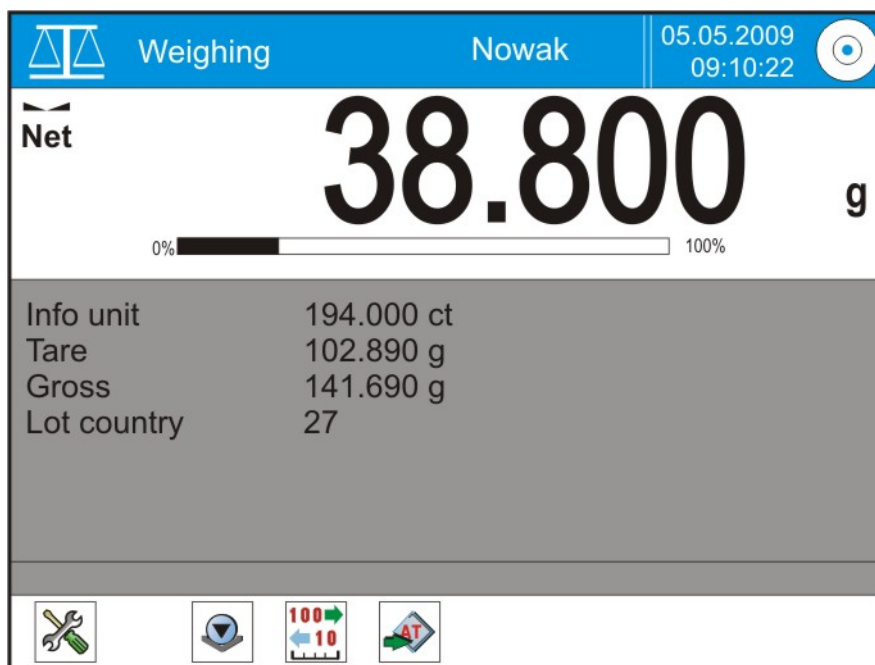 Weighing Nowak 05.05.2009
09:10:22
Net 38.800 g
0% 100%
Info unit 194.000 ct
Tare 102.890 g
Gross 141.690 g
Lot country 27
100
10
AT